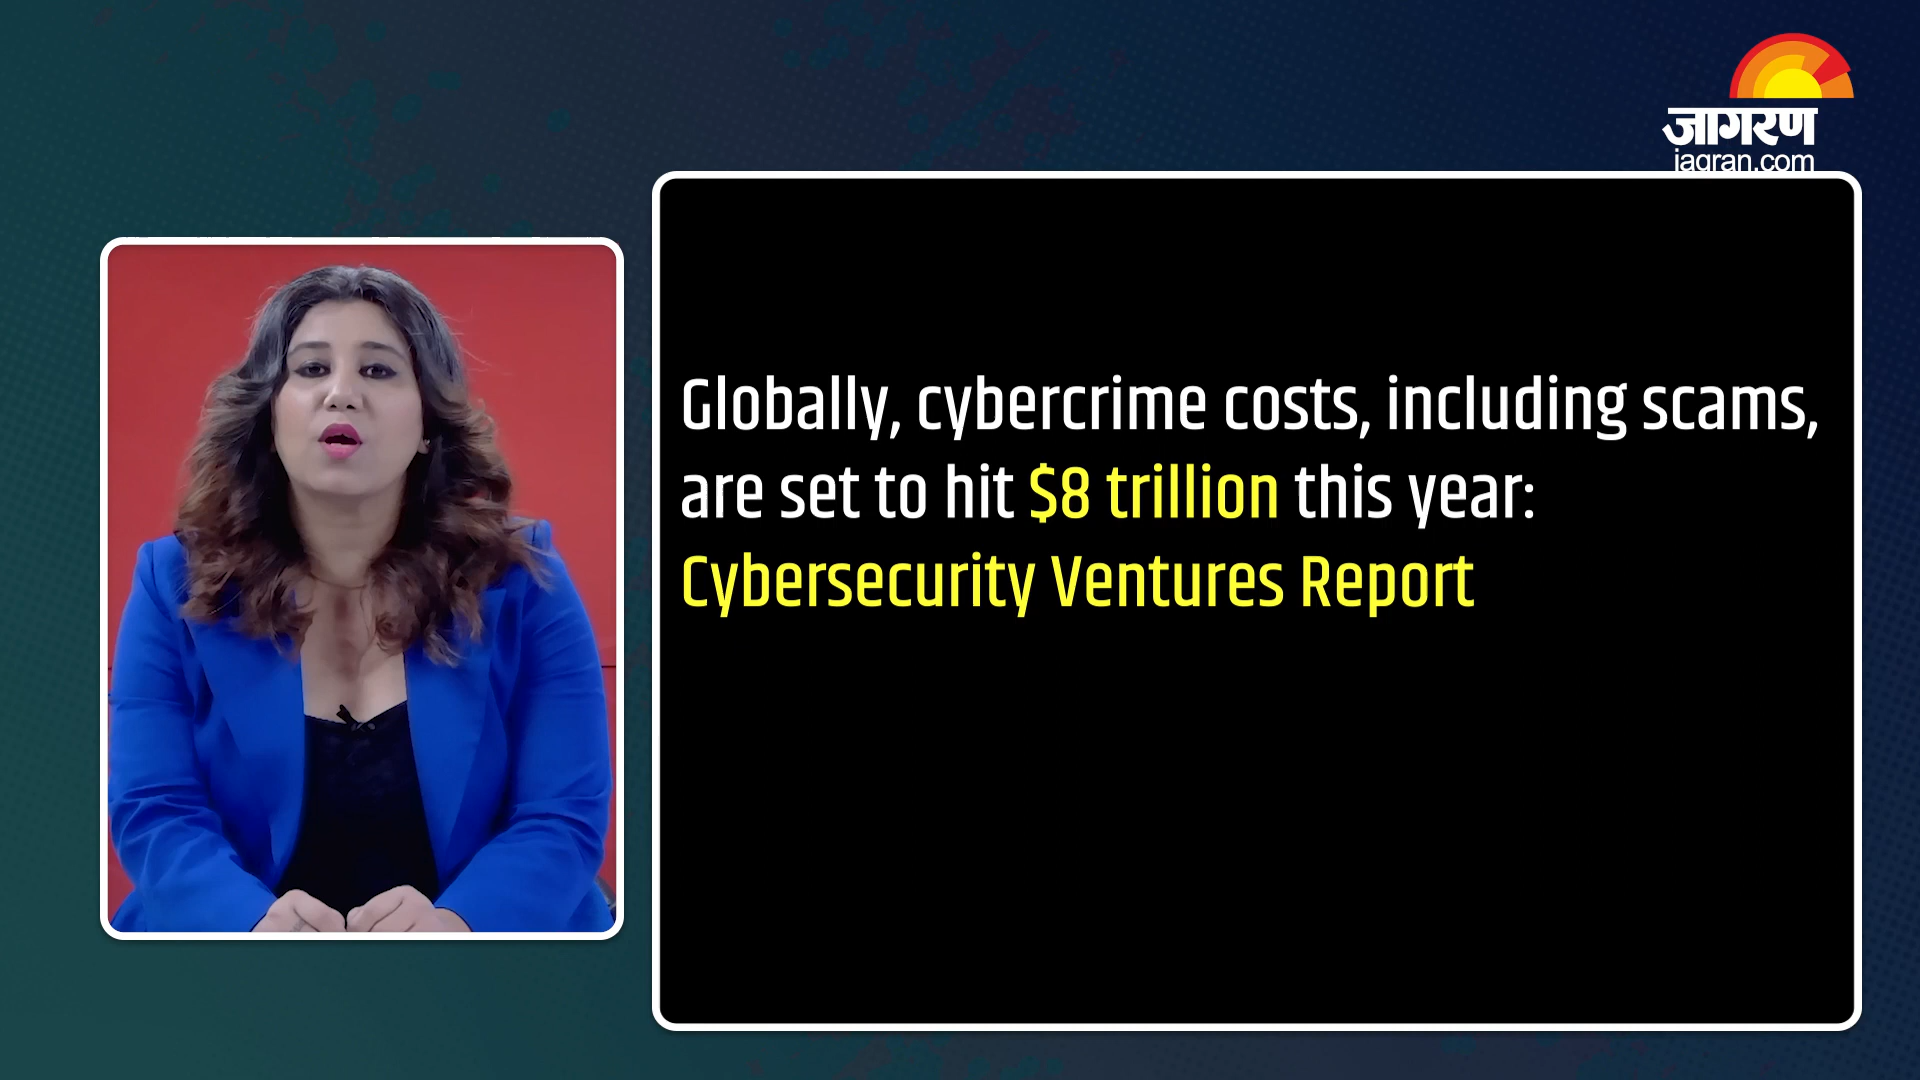 जागरण
jagran.com
Globally, cybercrime costs, including scams,
are set to hit $8 trillion this year:
Cybersecurity Ventures Report